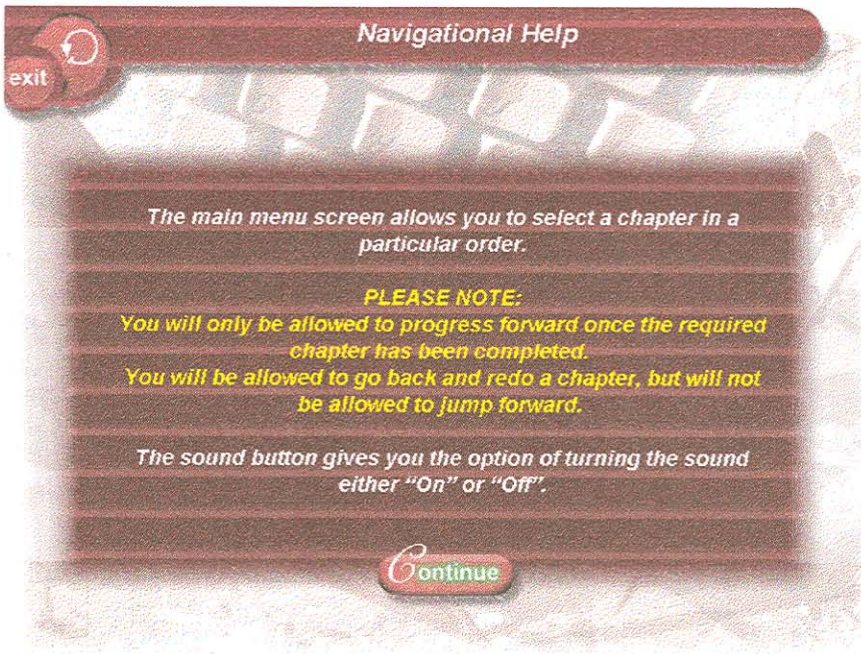 Navigational Help
exit
The main menu screen allows you to select a chapter in a
particular order.
PLEASE NOTE:
You will only be allowed to progress forward once the required
chapter has been completed.
You will be allowed to go back and redo a chapter, but will not
be allowed to jump forward.
The sound button gives you the option of turning the sound
either “On” or “Off”.
Continue